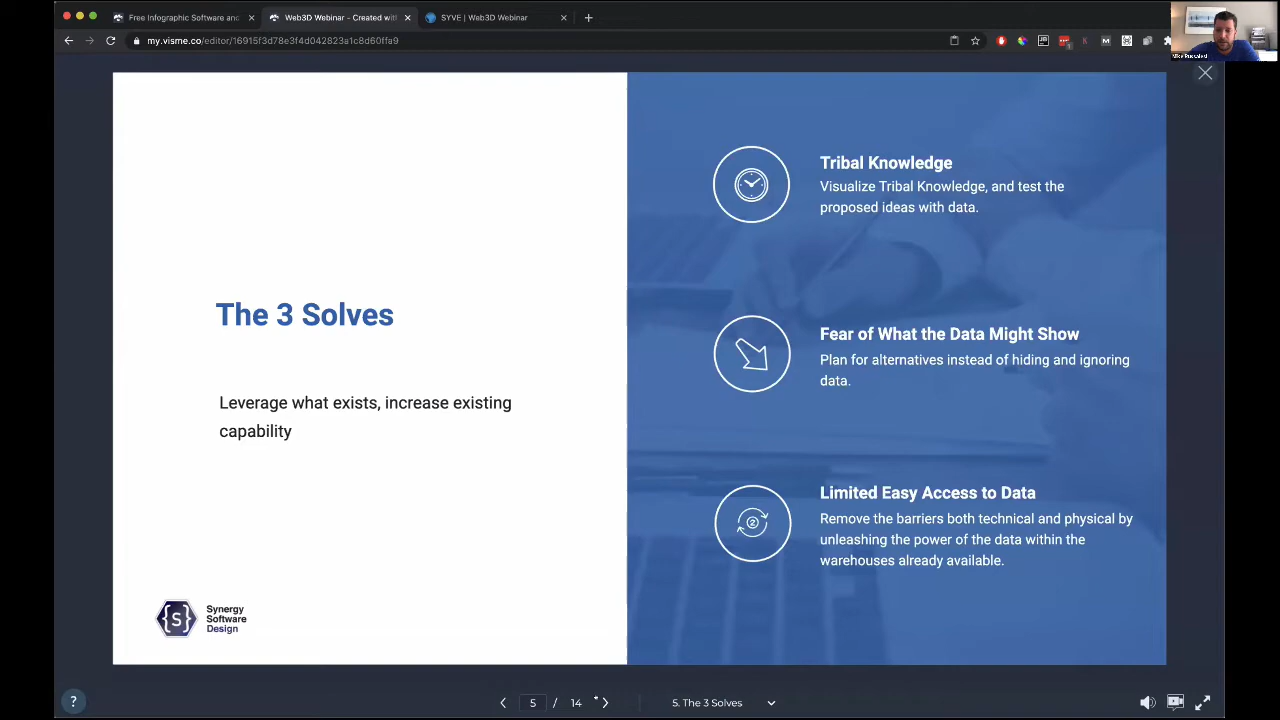 Free Infographic Software and
Web3D Webinar - Created with
SYVE | Web3D Webinar
my.visme.co/editor/16915f3d78e3f4d042823a1c8d60ffa9
The 3 Solves
Leverage what exists, increase existing
capability
Synergy
Software
Design
{s}
Tribal Knowledge
Visualize Tribal Knowledge, and test the
proposed ideas with data.
Fear of What the Data Might Show
Plan for alternatives instead of hiding and ignoring
data.
2
Limited Easy Access to Data
Remove the barriers both technical and physical by
unleashing the power of the data within the
warehouses already available.
? 5 / 14 5. The 3 Solves